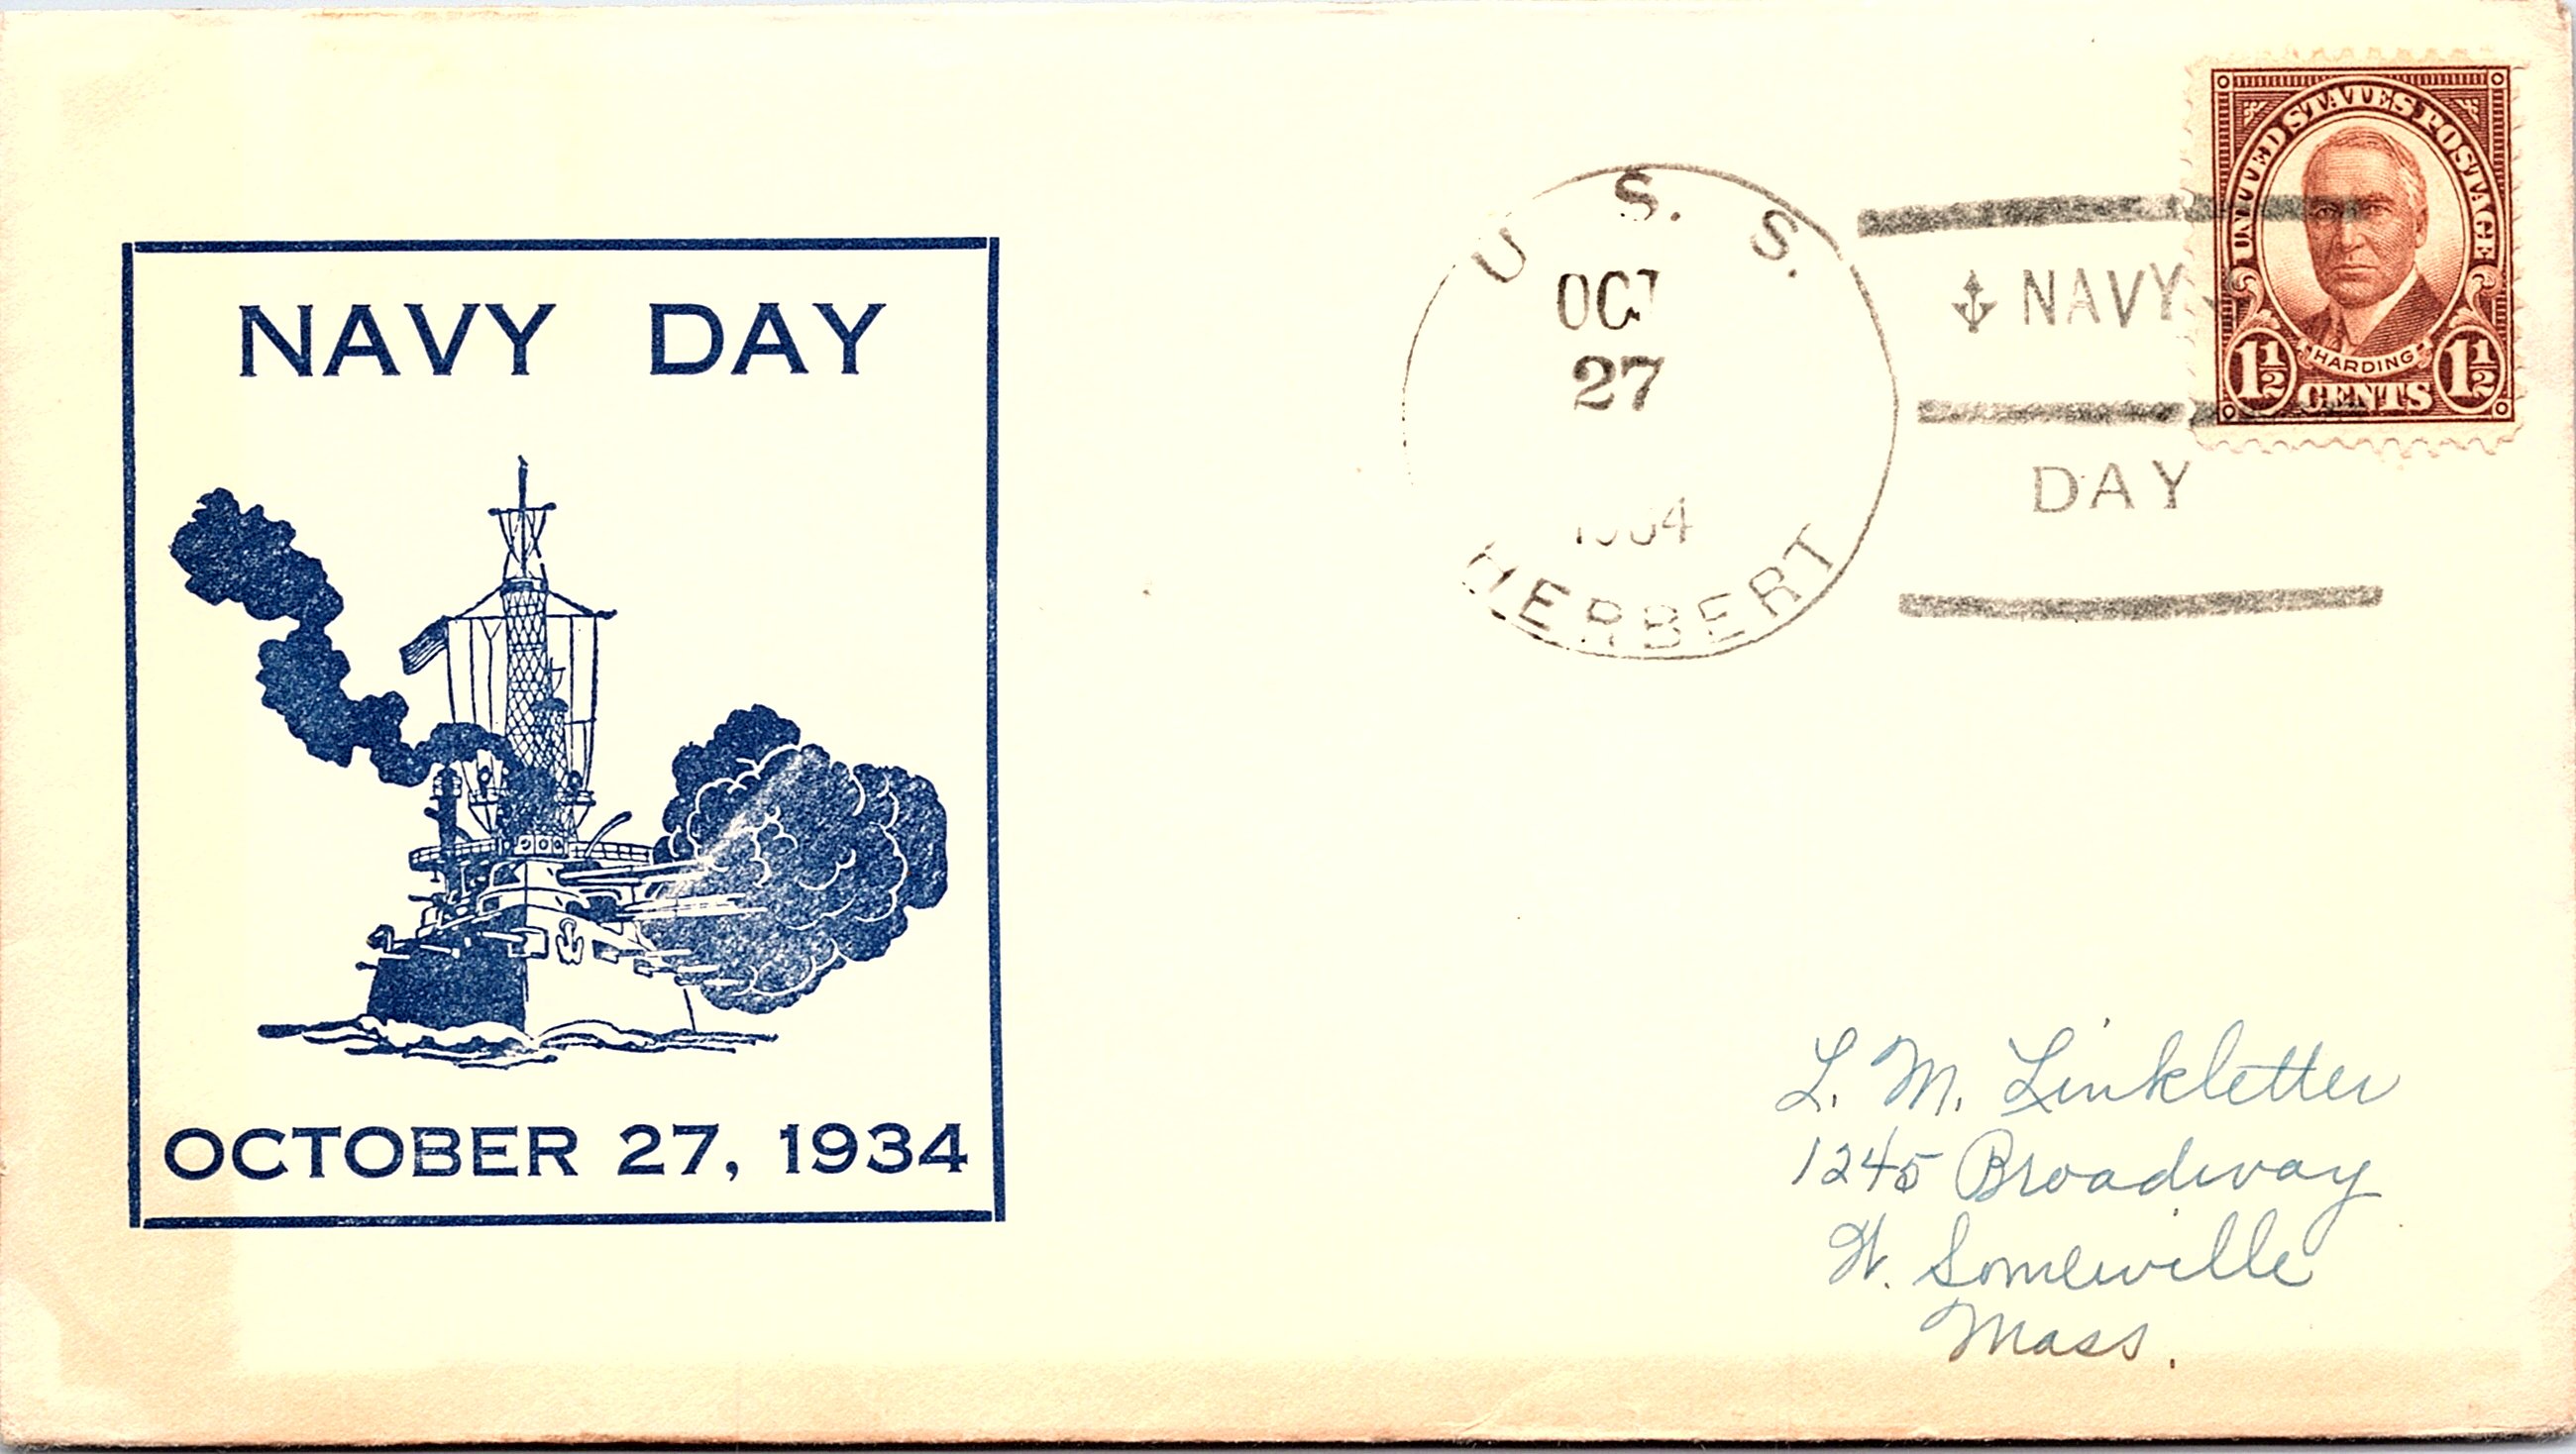 NAVY DAY
OCTOBER 27, 1934
U. S. S.
OCT
27
1934
HERBERT
NAVY
DAY
UNITED STATES POSTAGE
HARDING
1½ CENTS 1½
L. M. Linkletter
1245 Broadway
W. Somerville
Mass.